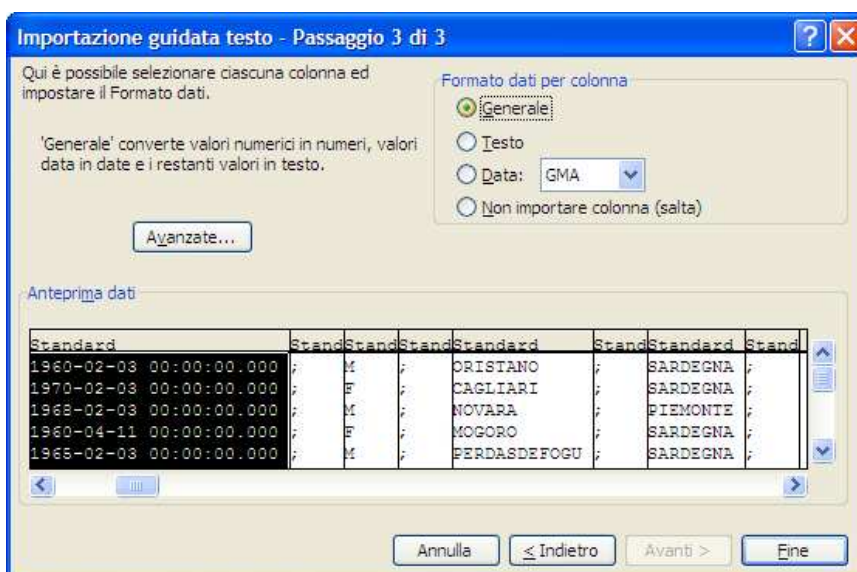 Importazione guidata testo - Passaggio 3 di 3
Qui è possibile selezionare ciascuna colonna ed
impostare il Formato dati.
'Generale' converte valori numerici in numeri, valori
data in date e i restanti valori in testo.
Avanzate...
Formato dati per colonna
Generale
Testo
Data: GMA
Non importare colonna (salta)
Anteprima dati
Standard Stand Stand Stand Standard Stand Standard Stand
1960-02-03 00:00:00.000 ; M ; ORISTANO ; SARDEGNA ;
1970-02-03 00:00:00.000 ; F ; CAGLIARI ; SARDEGNA ;
1968-02-03 00:00:00.000 ; M ; NOVARA ; PIEMONTE ;
1960-04-11 00:00:00.000 ; F ; MOGORO ; SARDEGNA ;
1965-02-03 00:00:00.000 ; M ; PERDASDEFOGU ; SARDEGNA ;
Annulla < Indietro Avanti > Fine